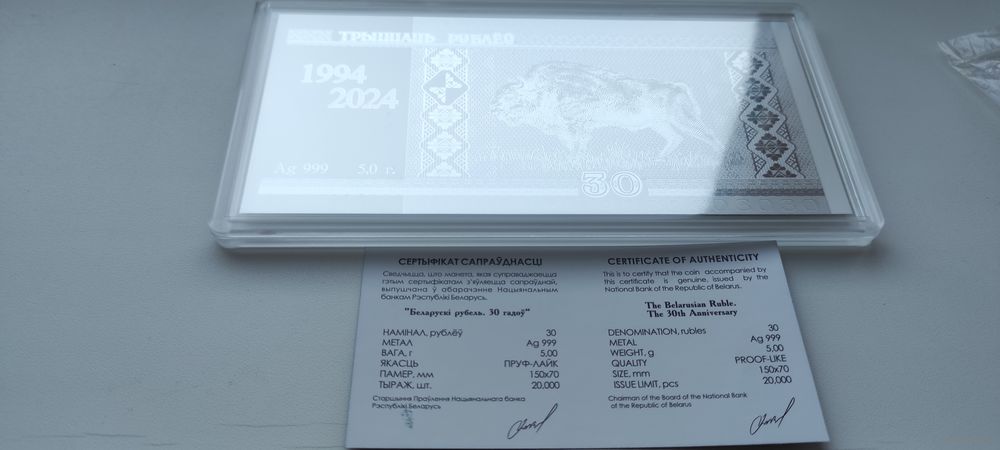 ТРЫЦЦАЦЬ РУБЛЁЎ
1994
2024
Ag 999 5,0 г.
30
СЕРТЫФІКАТ САПРАЎДНАСЦІ
Сведчыцца, што манета, якая суправаджаецца
гэтым сертыфікатам з'яўляецца сапраўднай,
выпушчана ў абарачэнне Нацыянальным
банкам Рэспублікі Беларусь.
"Беларускі рубель. 30 гадоў"
НАМІНАЛ, рублёў 30
МЕТАЛ Ag 999
ВАГА, г 5,00
ЯКАСЦЬ ПРУФ-ЛАЙК
ПАМЕР, мм 150x70
ТЫРАЖ, шт. 20,000
Старшыння Праўлення Нацыянальнага банка
Рэспублікі Беларусь
CERTIFICATE OF AUTHENTICITY
This is to certify that the coin accompanied by
this certificate is genuine, issued by the
National Bank of the Republic of Belarus.
The Belarusian Ruble.
The 30th Anniversary
DENOMINATION, rubles 30
METAL Ag 999
WEIGHT, g 5,00
QUALITY PROOF-LIKE
SIZE, mm 150x70
ISSUE LIMIT, pcs 20,000
Chairman of the Board of the National Bank
of the Republic of Belarus